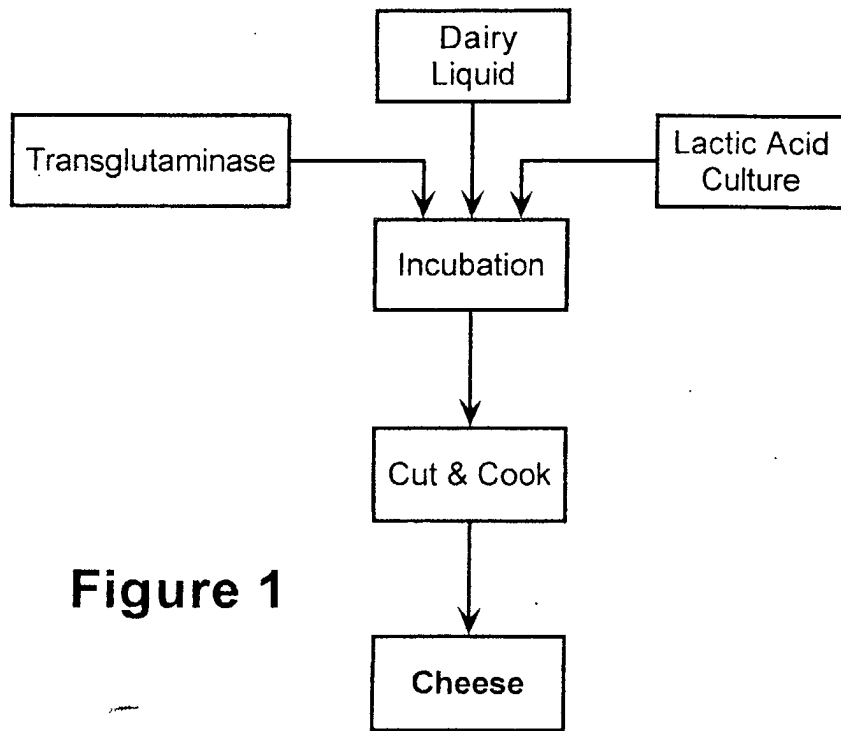 Dairy
Liquid
Transglutaminase
Lactic Acid
Culture
Incubation
Cut & Cook
Figure 1
Cheese